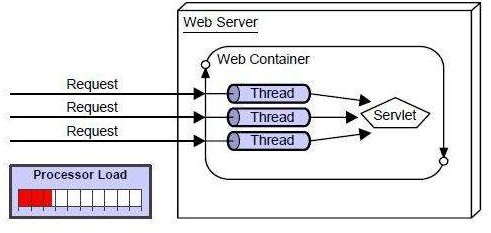 Web Server
Web Container
Request
Thread
Request
Thread
Servlet
Request
Thread
Processor Load